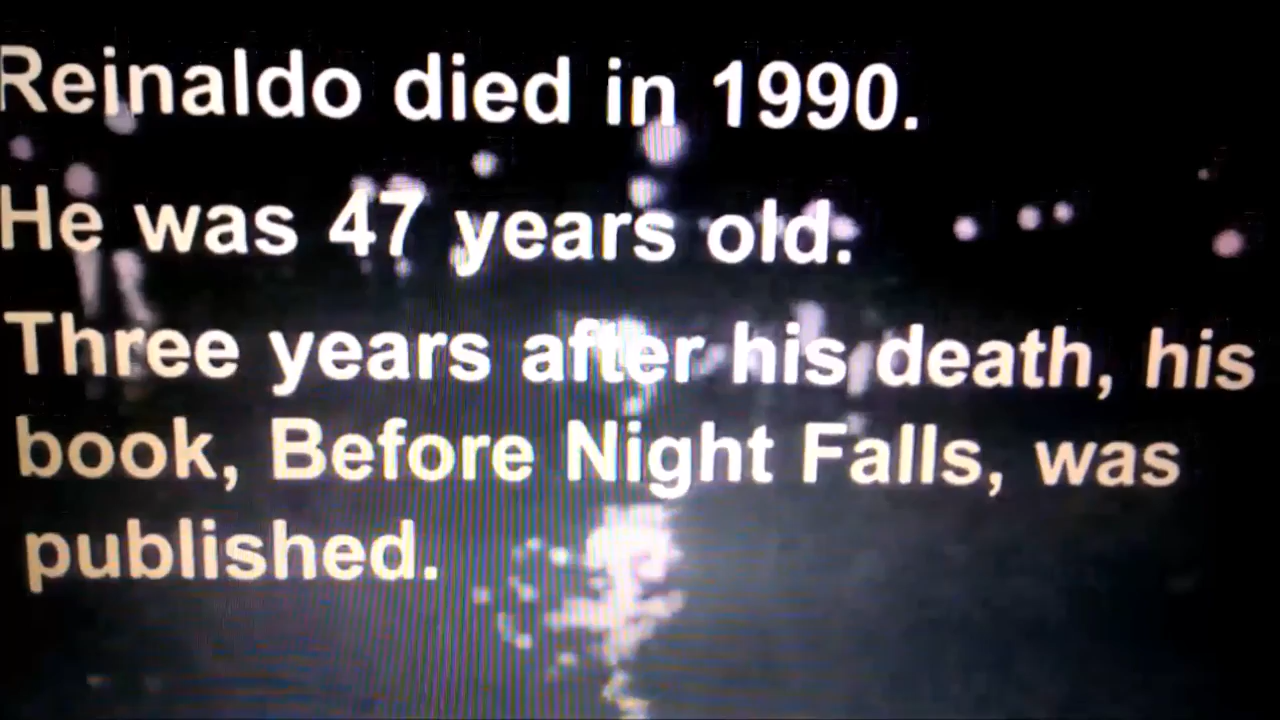 Reinaldo died in 1990.
He was 47 years old.
Three years after his death, his
book, Before Night Falls, was
published.